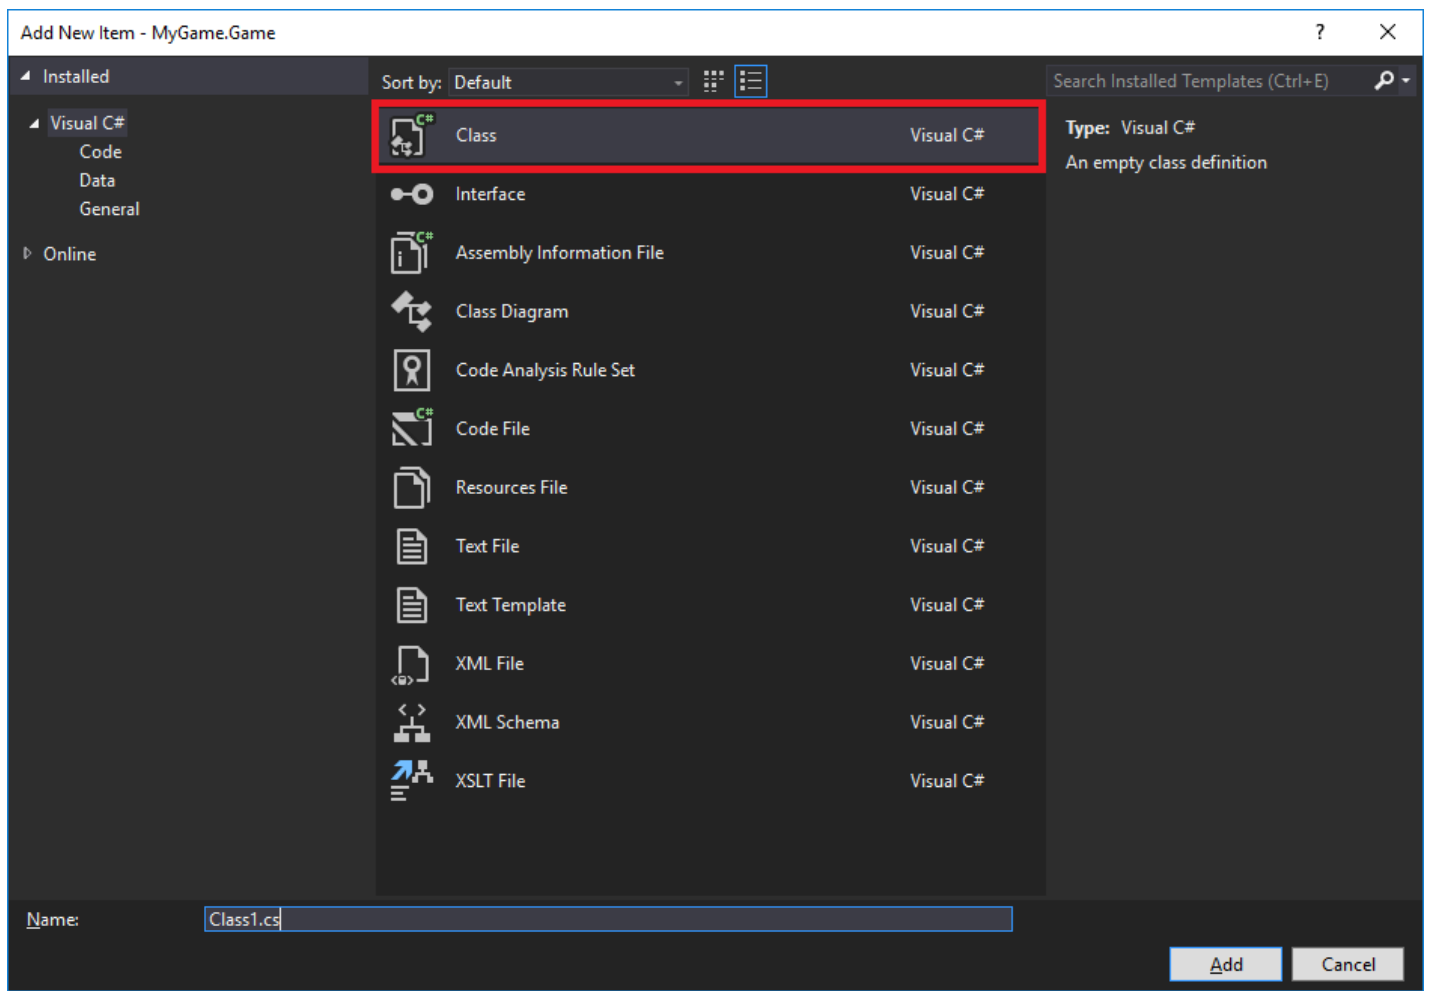 Add New Item - MyGame.Game
?
Installed
Sort by: Default
Search Installed Templates (Ctrl+E)
Visual C#
Code
Data
General
Online
C# Class Visual C#
Interface Visual C#
C# Assembly Information File Visual C#
Class Diagram Visual C#
Code Analysis Rule Set Visual C#
C# Code File Visual C#
Resources File Visual C#
Text File Visual C#
Text Template Visual C#
XML File Visual C#
XML Schema Visual C#
XSLT File Visual C#
Type: Visual C#
An empty class definition
Name: Class1.cs
Add Cancel